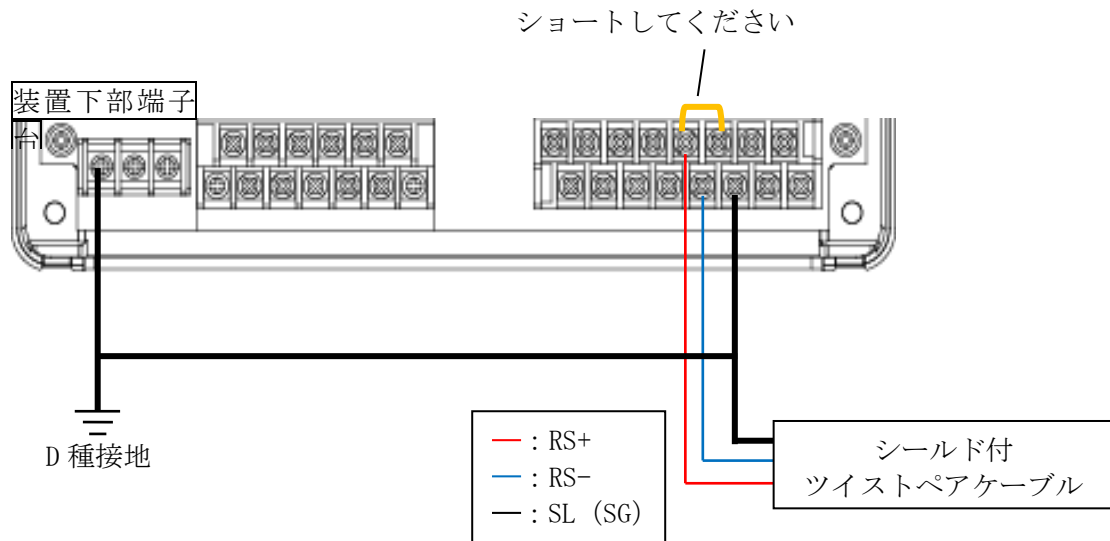 ショートしてください
装置下部端子
台
D種接地
: RS+
: RS-
: SL (SG)
シールド付
ツイストペアケーブル